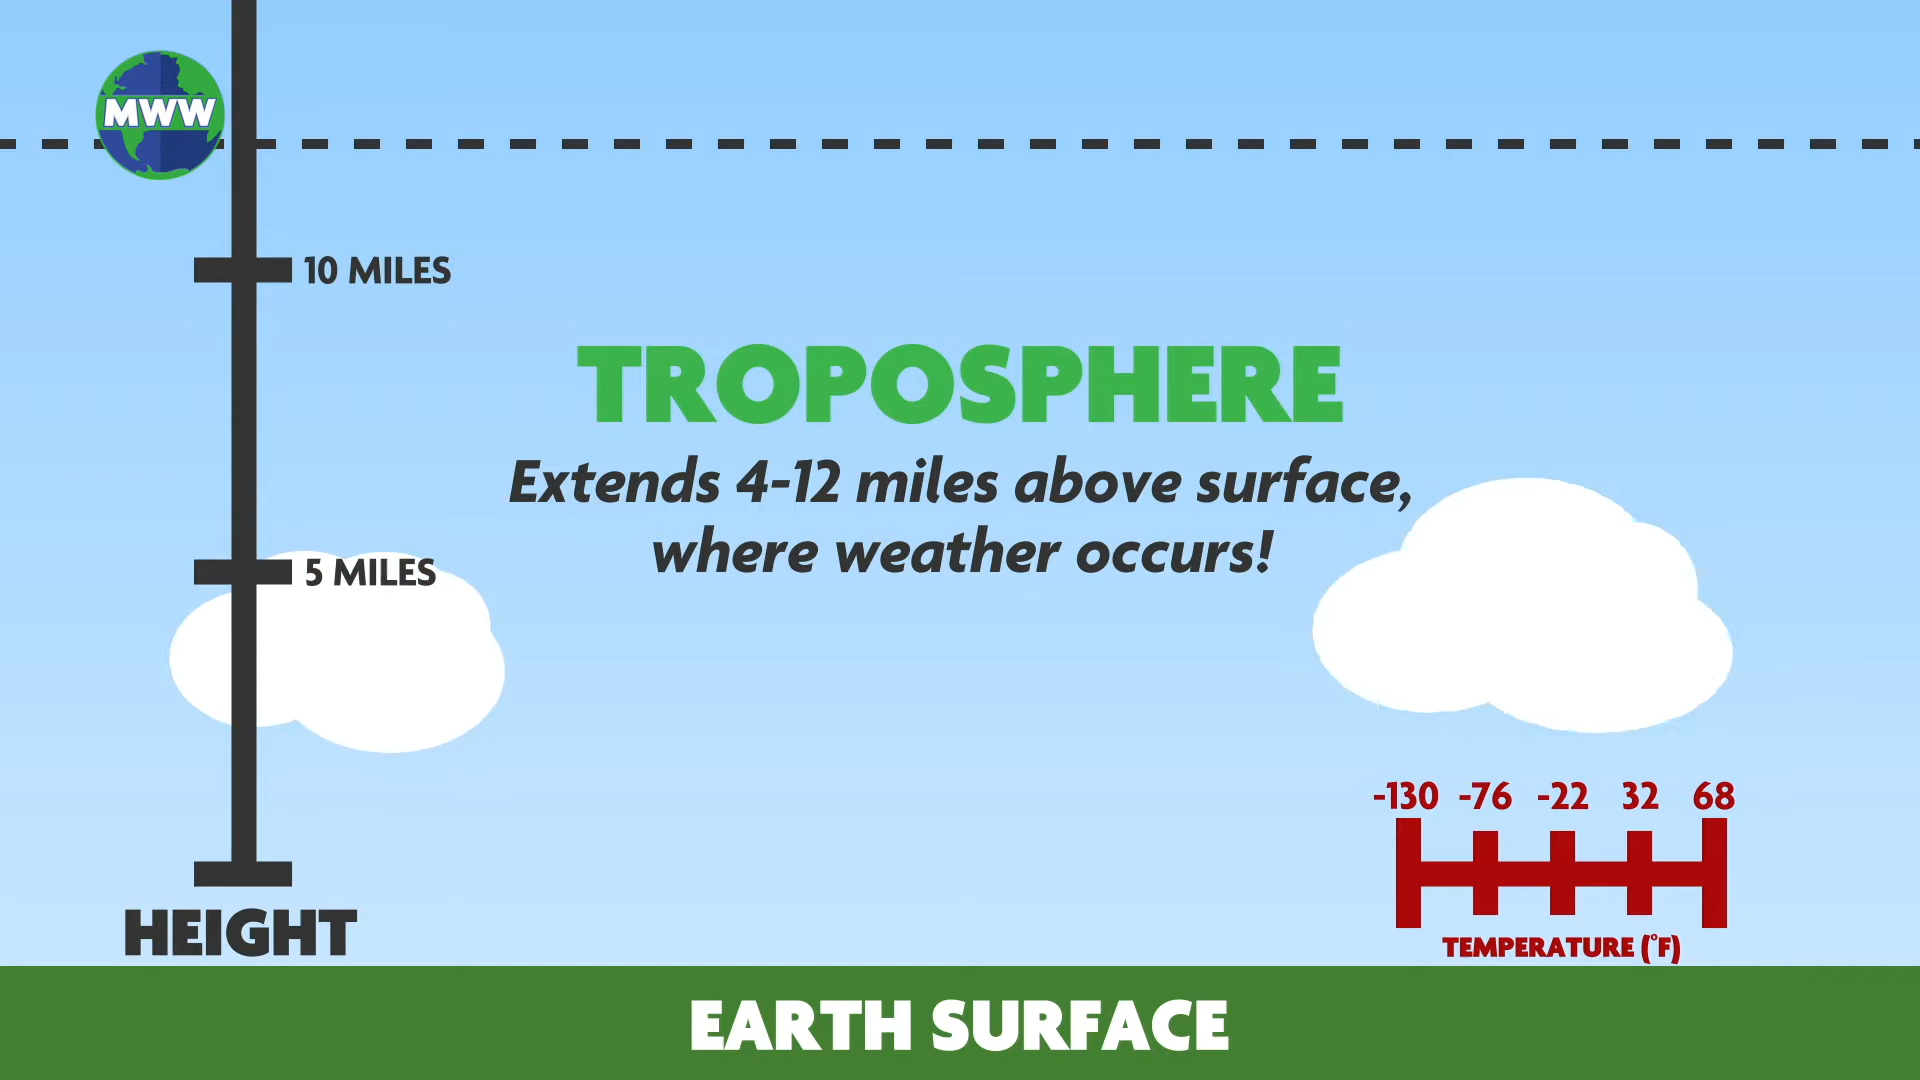 MWW
10 MILES
TROPOSPHERE
Extends 4-12 miles above surface,
where weather occurs!
5 MILES
-130 -76 -22 32 68
TEMPERATURE (°F)
HEIGHT
EARTH SURFACE